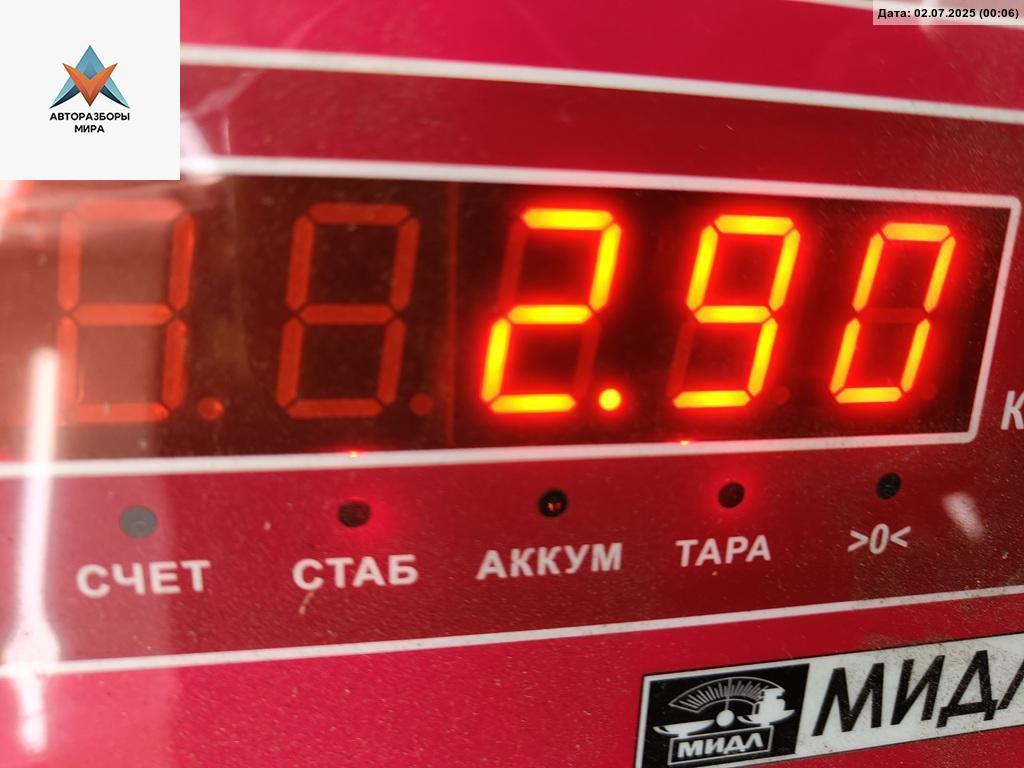 Дата: 02.07.2025 (00:06)
АВТОРАЗБОРЫ
МИРА
2.90
СЧЕТ СТАБ АККУМ ТАРА >0<
МИДЛ
МИДЛ